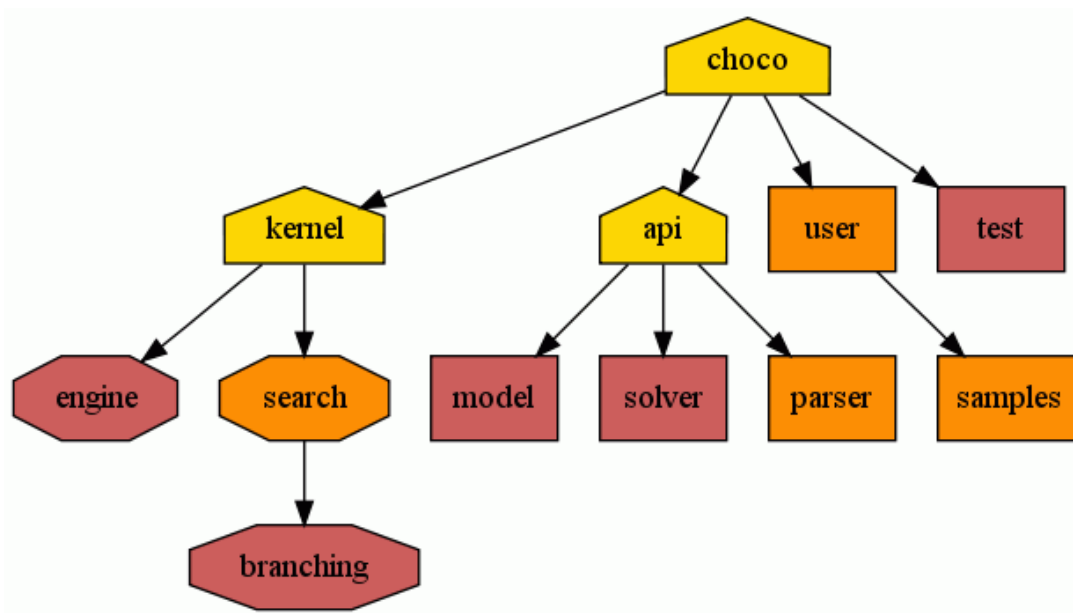 choco
kernel
api
user
test
engine
search
model
solver
parser
samples
branching